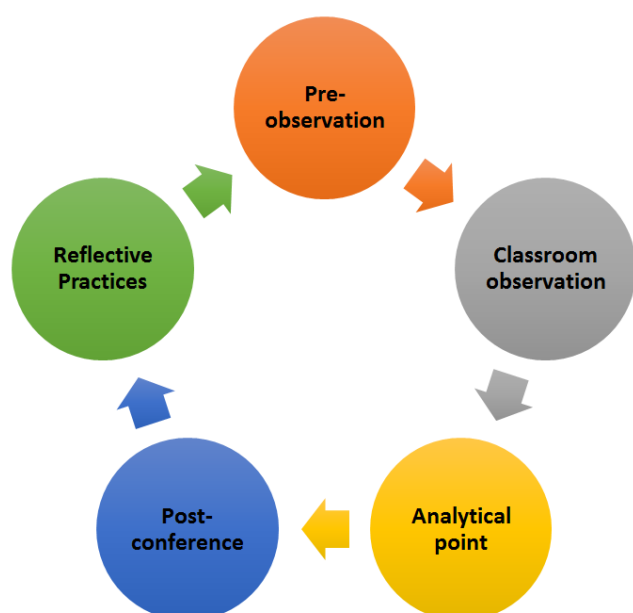 Pre-
observation
Classroom
observation
Analytical
point
Post-
conference
Reflective
Practices